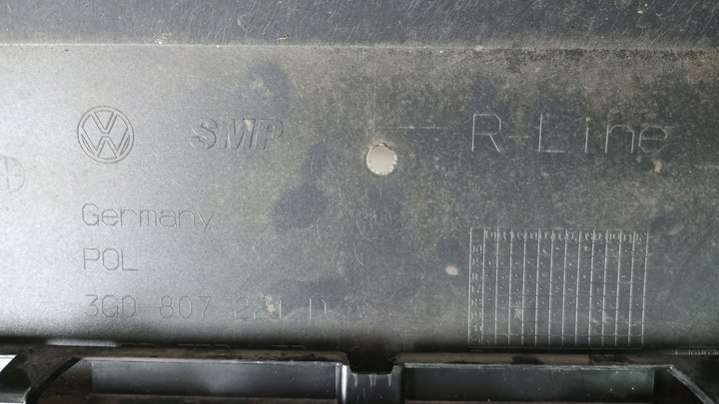 SMP R-Line
Germany
POL
3G0 807 221 D